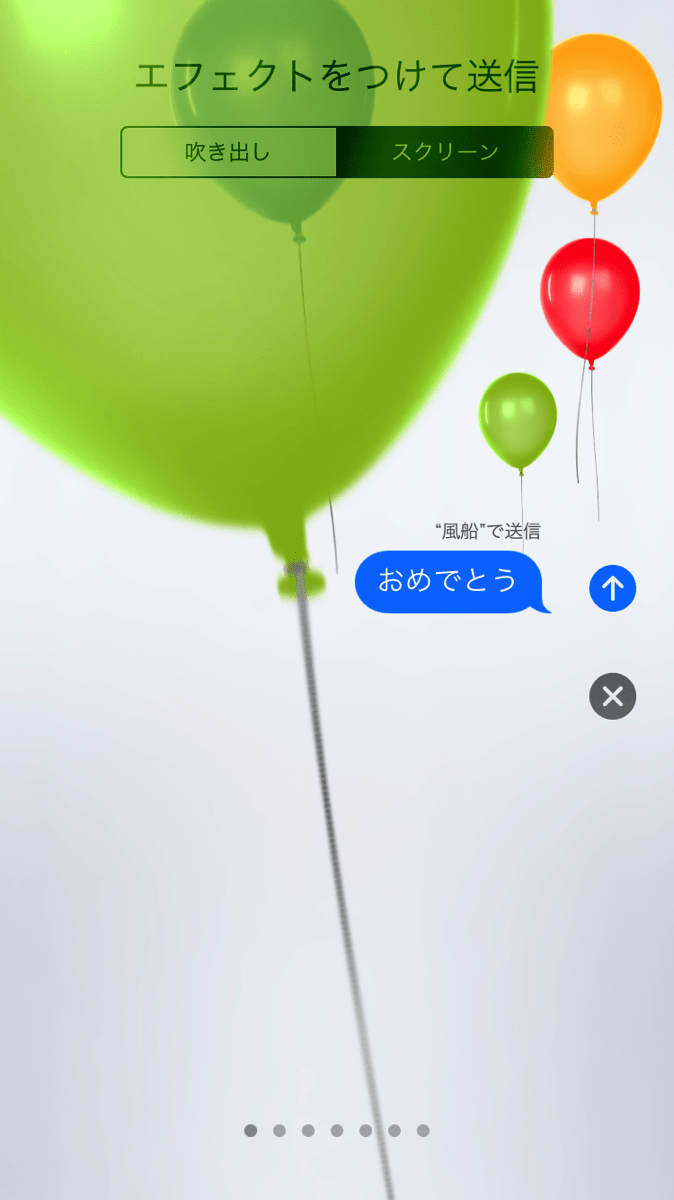 エフェクトをつけて送信
吹き出し
スクリーン
“風船”で送信
おめでとう